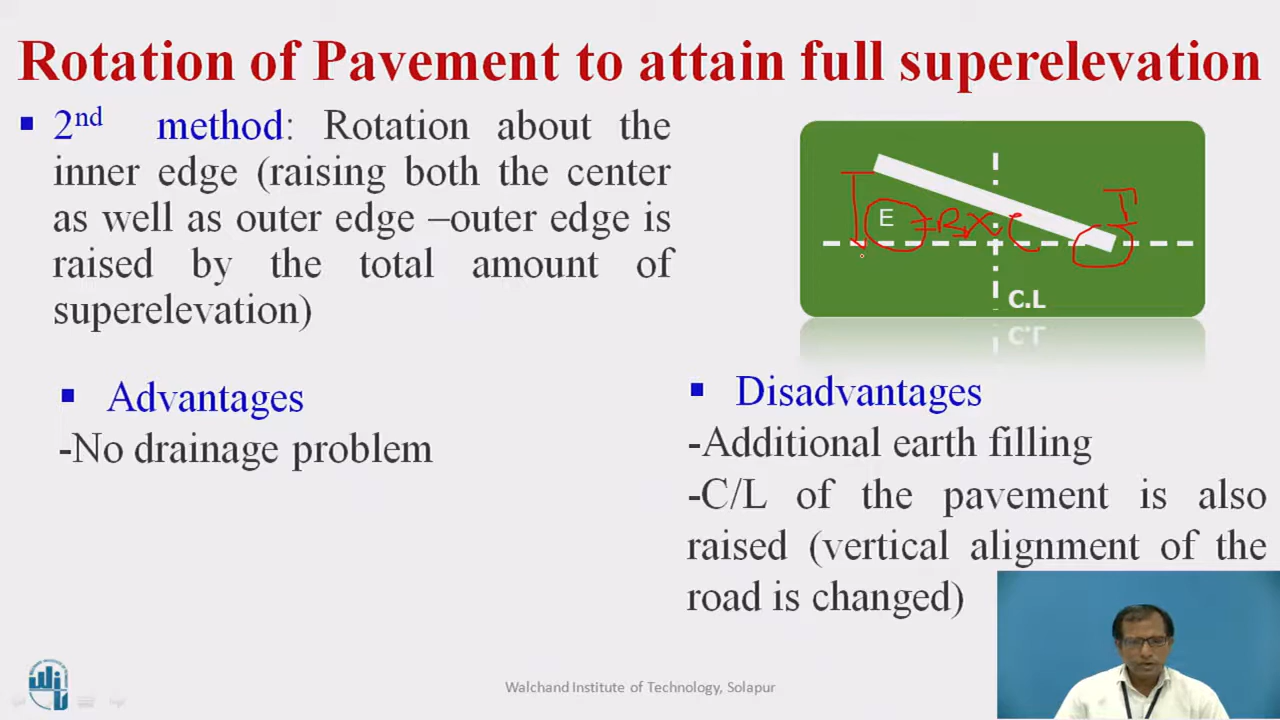 Rotation of Pavement to attain full superelevation
▪ 2nd method: Rotation about the
inner edge (raising both the center
as well as outer edge –outer edge is
raised by the total amount of
superelevation)
E
C.L
▪ Advantages
-No drainage problem
▪ Disadvantages
-Additional earth filling
-C/L of the pavement is also
raised (vertical alignment of the
road is changed)
Walchand Institute of Technology, Solapur